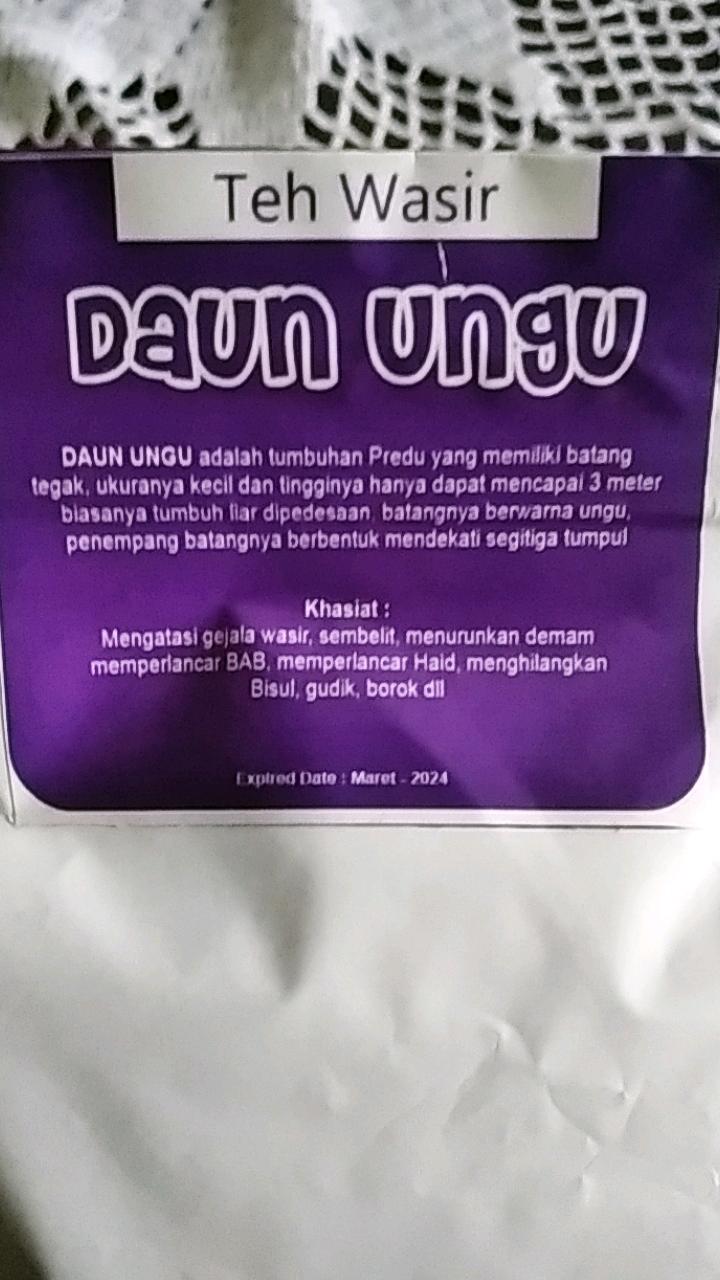 Teh Wasir
Daun ungu
DAUN UNGU adalah tumbuhan Predu yang memiliki batang
tegak, ukuranya kecil dan tingginya hanya dapat mencapai 3 meter
biasanya tumbuh liar dipedesaan, batangnya berwarna ungu,
penempang batangnya berbentuk mendekati segitiga tumpul
Khasiat :
Mengatasi gejala wasir, sembelit, menurunkan demam
memperlancar BAB, memperlancar Haid, menghilangkan
Bisul, gudik, borok dll
Expired Date : Maret - 2024